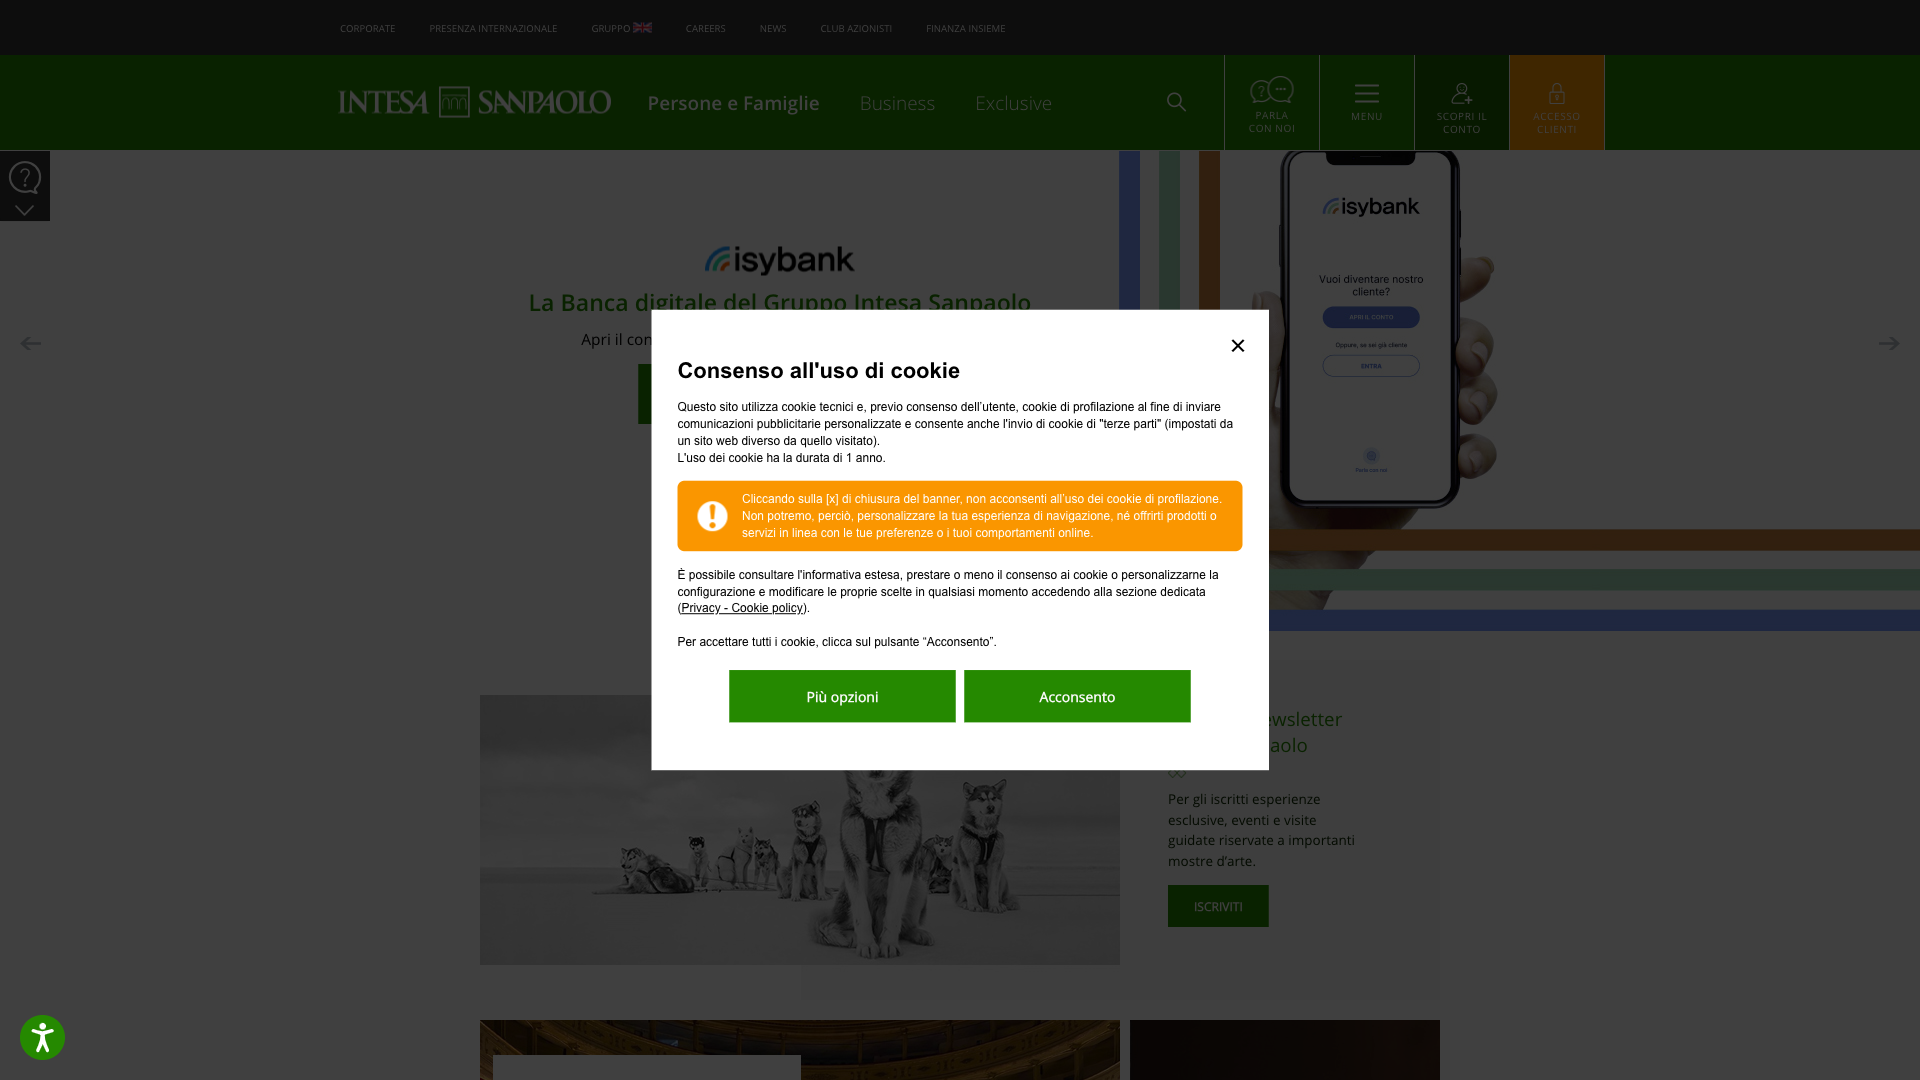 CORPORATE
PRESENZA INTERNAZIONALE
GRUPPO
CAREERS
NEWS
CLUB AZIONISTI
FINANZA INSIEME
INTESA SANPAOLO
Persone e Famiglie
Business
Exclusive
PARLA
CON NOI
MENU
SCOPRI IL
CONTO
ACCESSO
CLIENTI
isybank
La Banca digitale del Gruppo Intesa Sanpaolo
Apri il con
isybank
Vuoi diventare nostro
cliente?
APRI IL CONTO
Oppure, se sei già cliente
ENTRA
Parla con noi
Consenso all'uso di cookie
Questo sito utilizza cookie tecnici e, previo consenso dell’utente, cookie di profilazione al fine di inviare
comunicazioni pubblicitarie personalizzate e consente anche l'invio di cookie di "terze parti" (impostati da
un sito web diverso da quello visitato).
L'uso dei cookie ha la durata di 1 anno.
Cliccando sulla [x] di chiusura del banner, non acconsenti all’uso dei cookie di profilazione.
Non potremo, perciò, personalizzare la tua esperienza di navigazione, né offrirti prodotti o
servizi in linea con le tue preferenze o i tuoi comportamenti online.
È possibile consultare l'informativa estesa, prestare o meno il consenso ai cookie o personalizzarne la
configurazione e modificare le proprie scelte in qualsiasi momento accedendo alla sezione dedicata
(Privacy - Cookie policy).
Per accettare tutti i cookie, clicca sul pulsante “Acconsento”.
Più opzioni
Acconsento
ewsletter
aolo
Per gli iscritti esperienze
esclusive, eventi e visite
guidate riservate a importanti
mostre d’arte.
ISCRIVITI